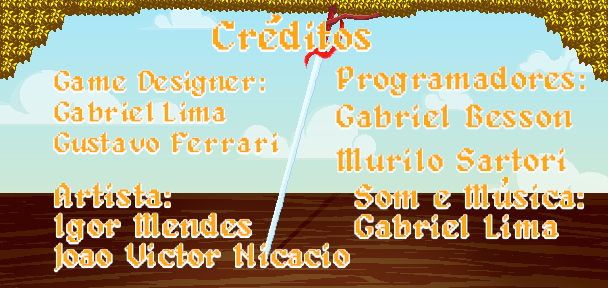 Créditos
Game Designer:
Gabriel Lima
Gustavo Ferrari
Programadores:
Gabriel Besson
Murilo Sartori
Artista:
Igor Mendes
Joao Victor Nicacio
Som e Música:
Gabriel Lima